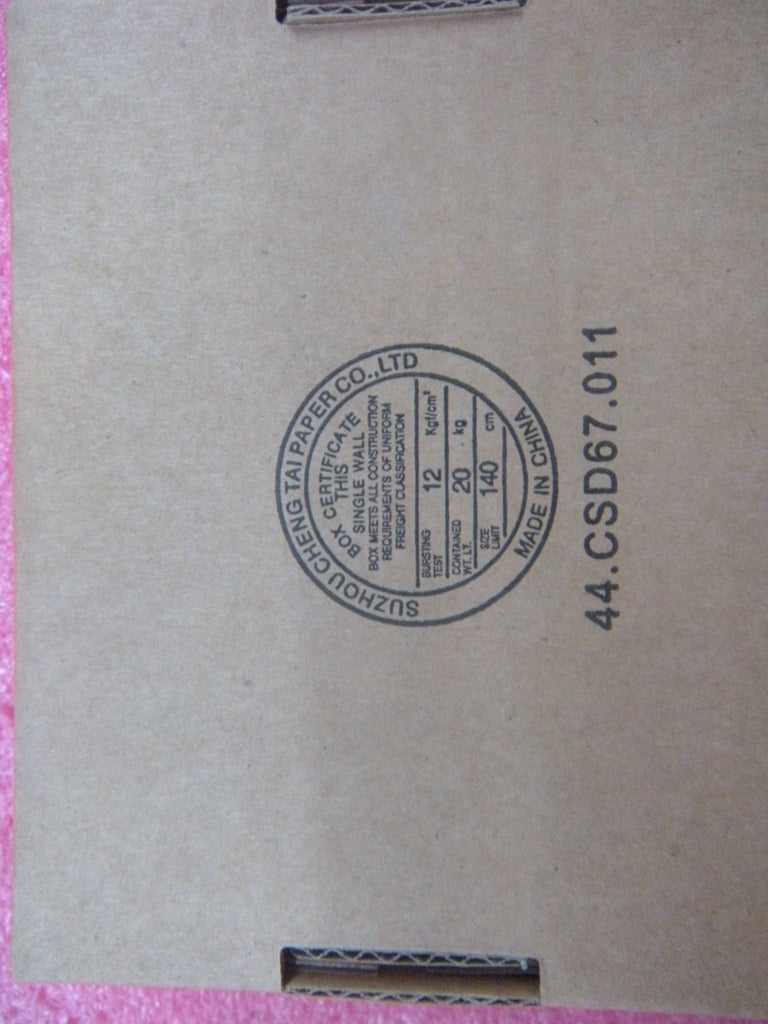 SUZHOU CHENG TAI PAPER CO.,LTD
BOX CERTIFICATE
THIS
SINGLE WALL
BOX MEETS ALL CONSTRUCTION
REQUIREMENTS OF UNIFORM
FREIGHT CLASSIFICATION
BURSTING TEST 12 Kgf/cm²
CONTAINED WT. LT. 20 kg
SIZE LIMIT 140 cm
MADE IN CHINA
44.CSD67.011